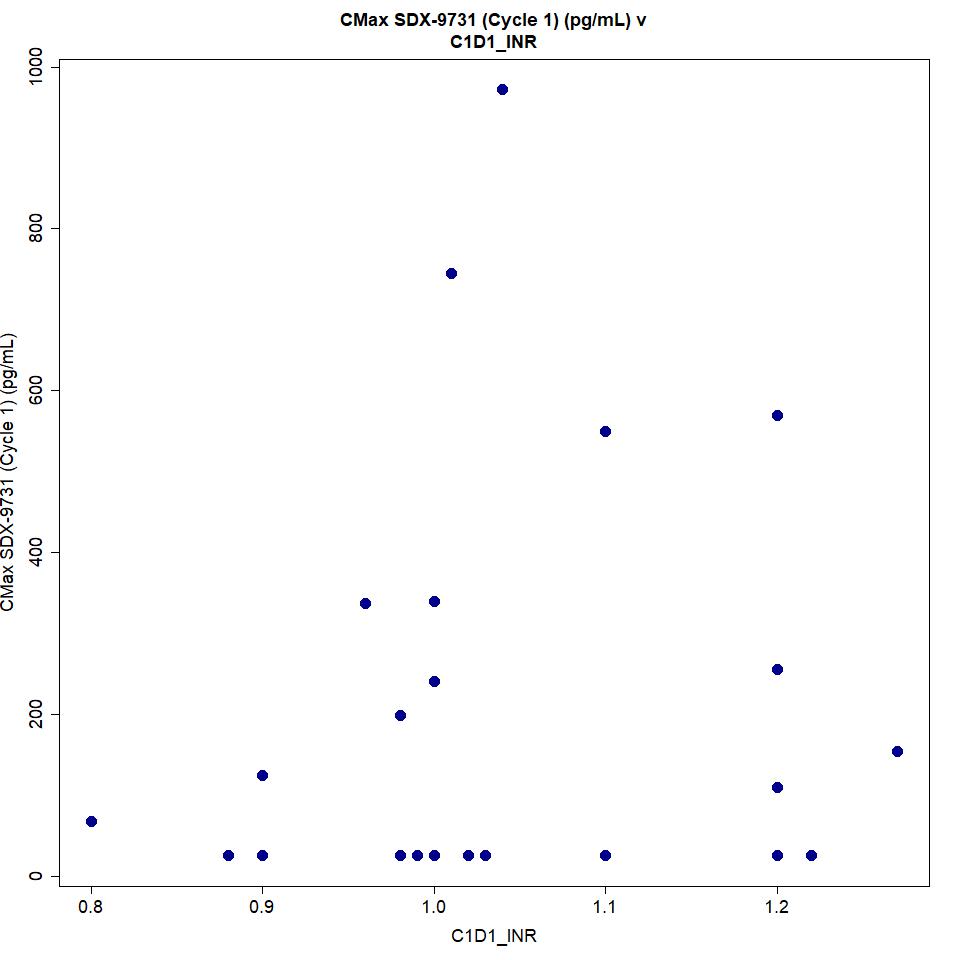 CMax SDX-9731 (Cycle 1) (pg/mL) v
C1D1_INR
1000
800
600
400
200
0
CMax SDX-9731 (Cycle 1) (pg/mL)
0.8 0.9 1.0 1.1 1.2
C1D1_INR